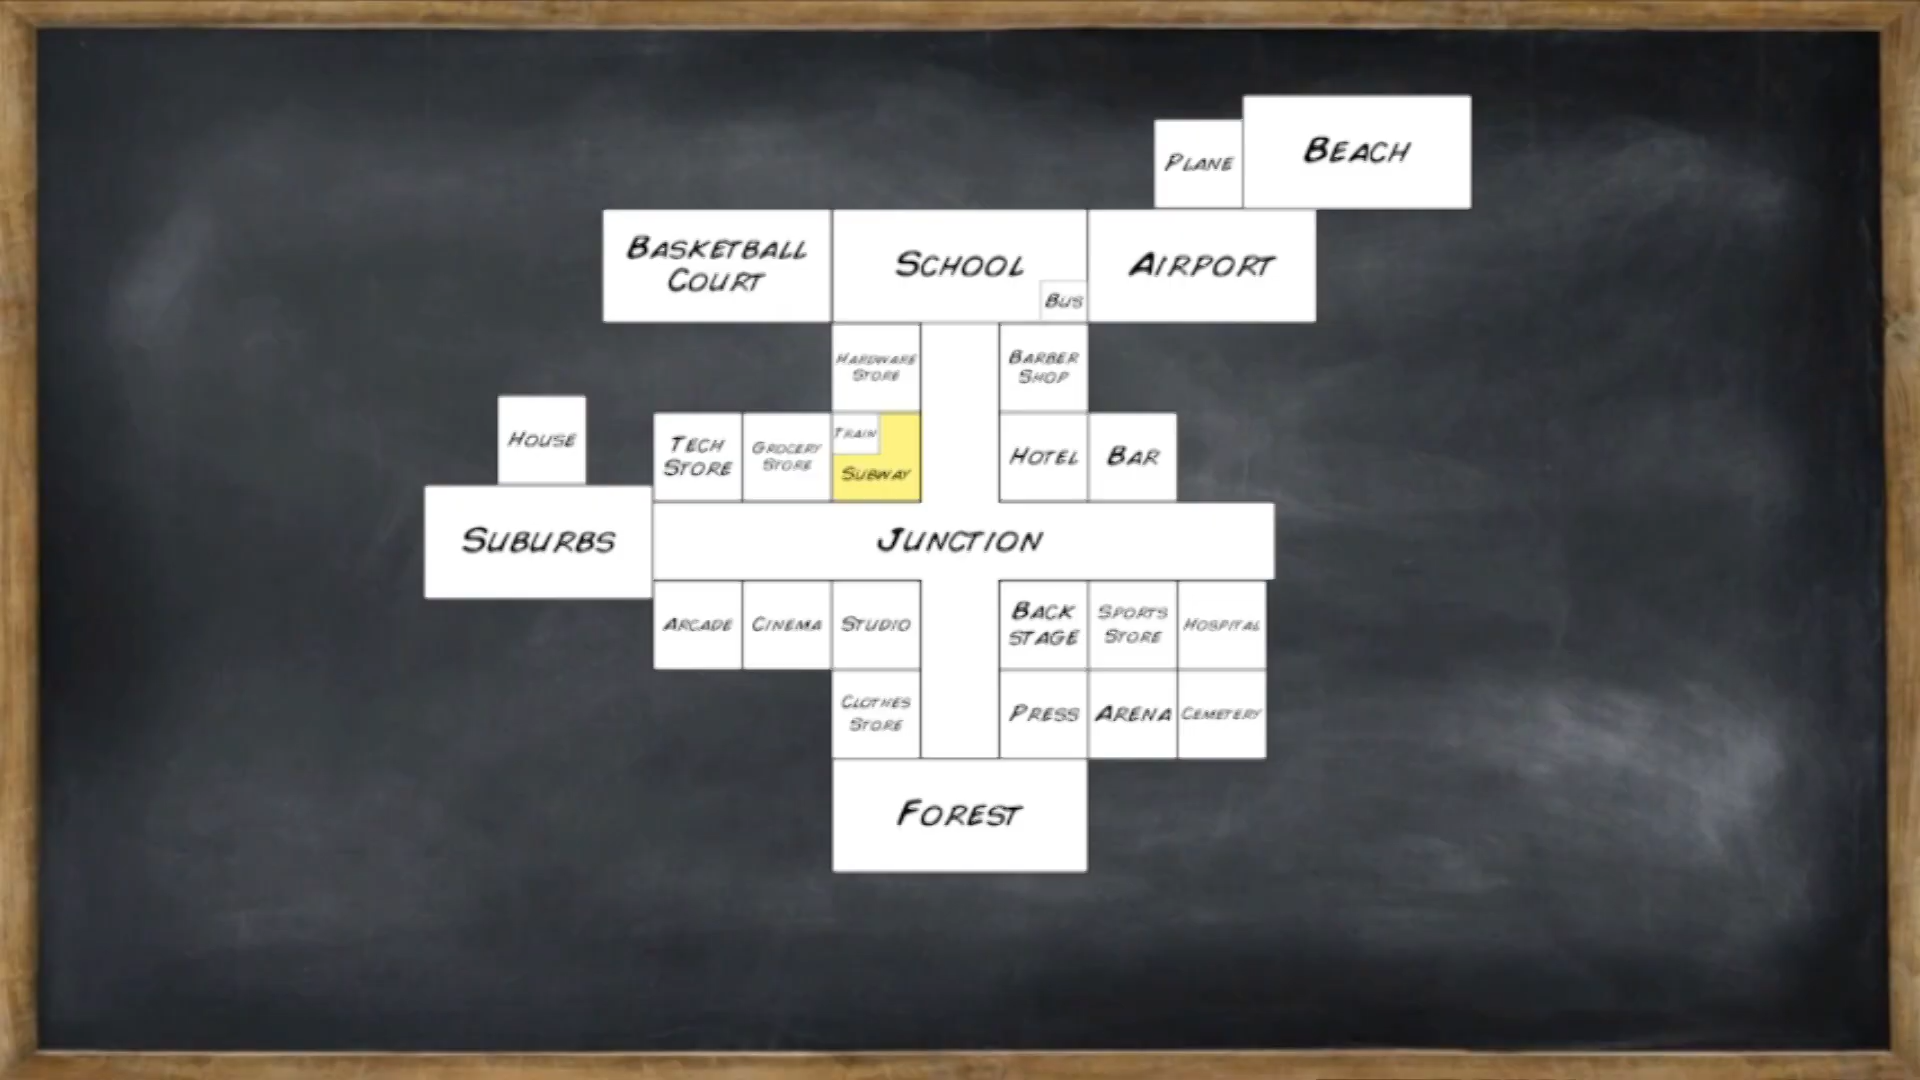 BEACH
PLANE
BASKETBALL
COURT
SCHOOL
AIRPORT
BUS
HARDWARE
STORE
BARBER
SHOP
HOUSE
TECH
STORE
GROCERY
STORE
TRAIN
SUBWAY
HOTEL
BAR
SUBURBS
JUNCTION
ARCADE
CINEMA
STUDIO
BACK
STAGE
SPORTS
STORE
HOSPITAL
CLOTHES
STORE
PRESS
ARENA
CEMETERY
FOREST